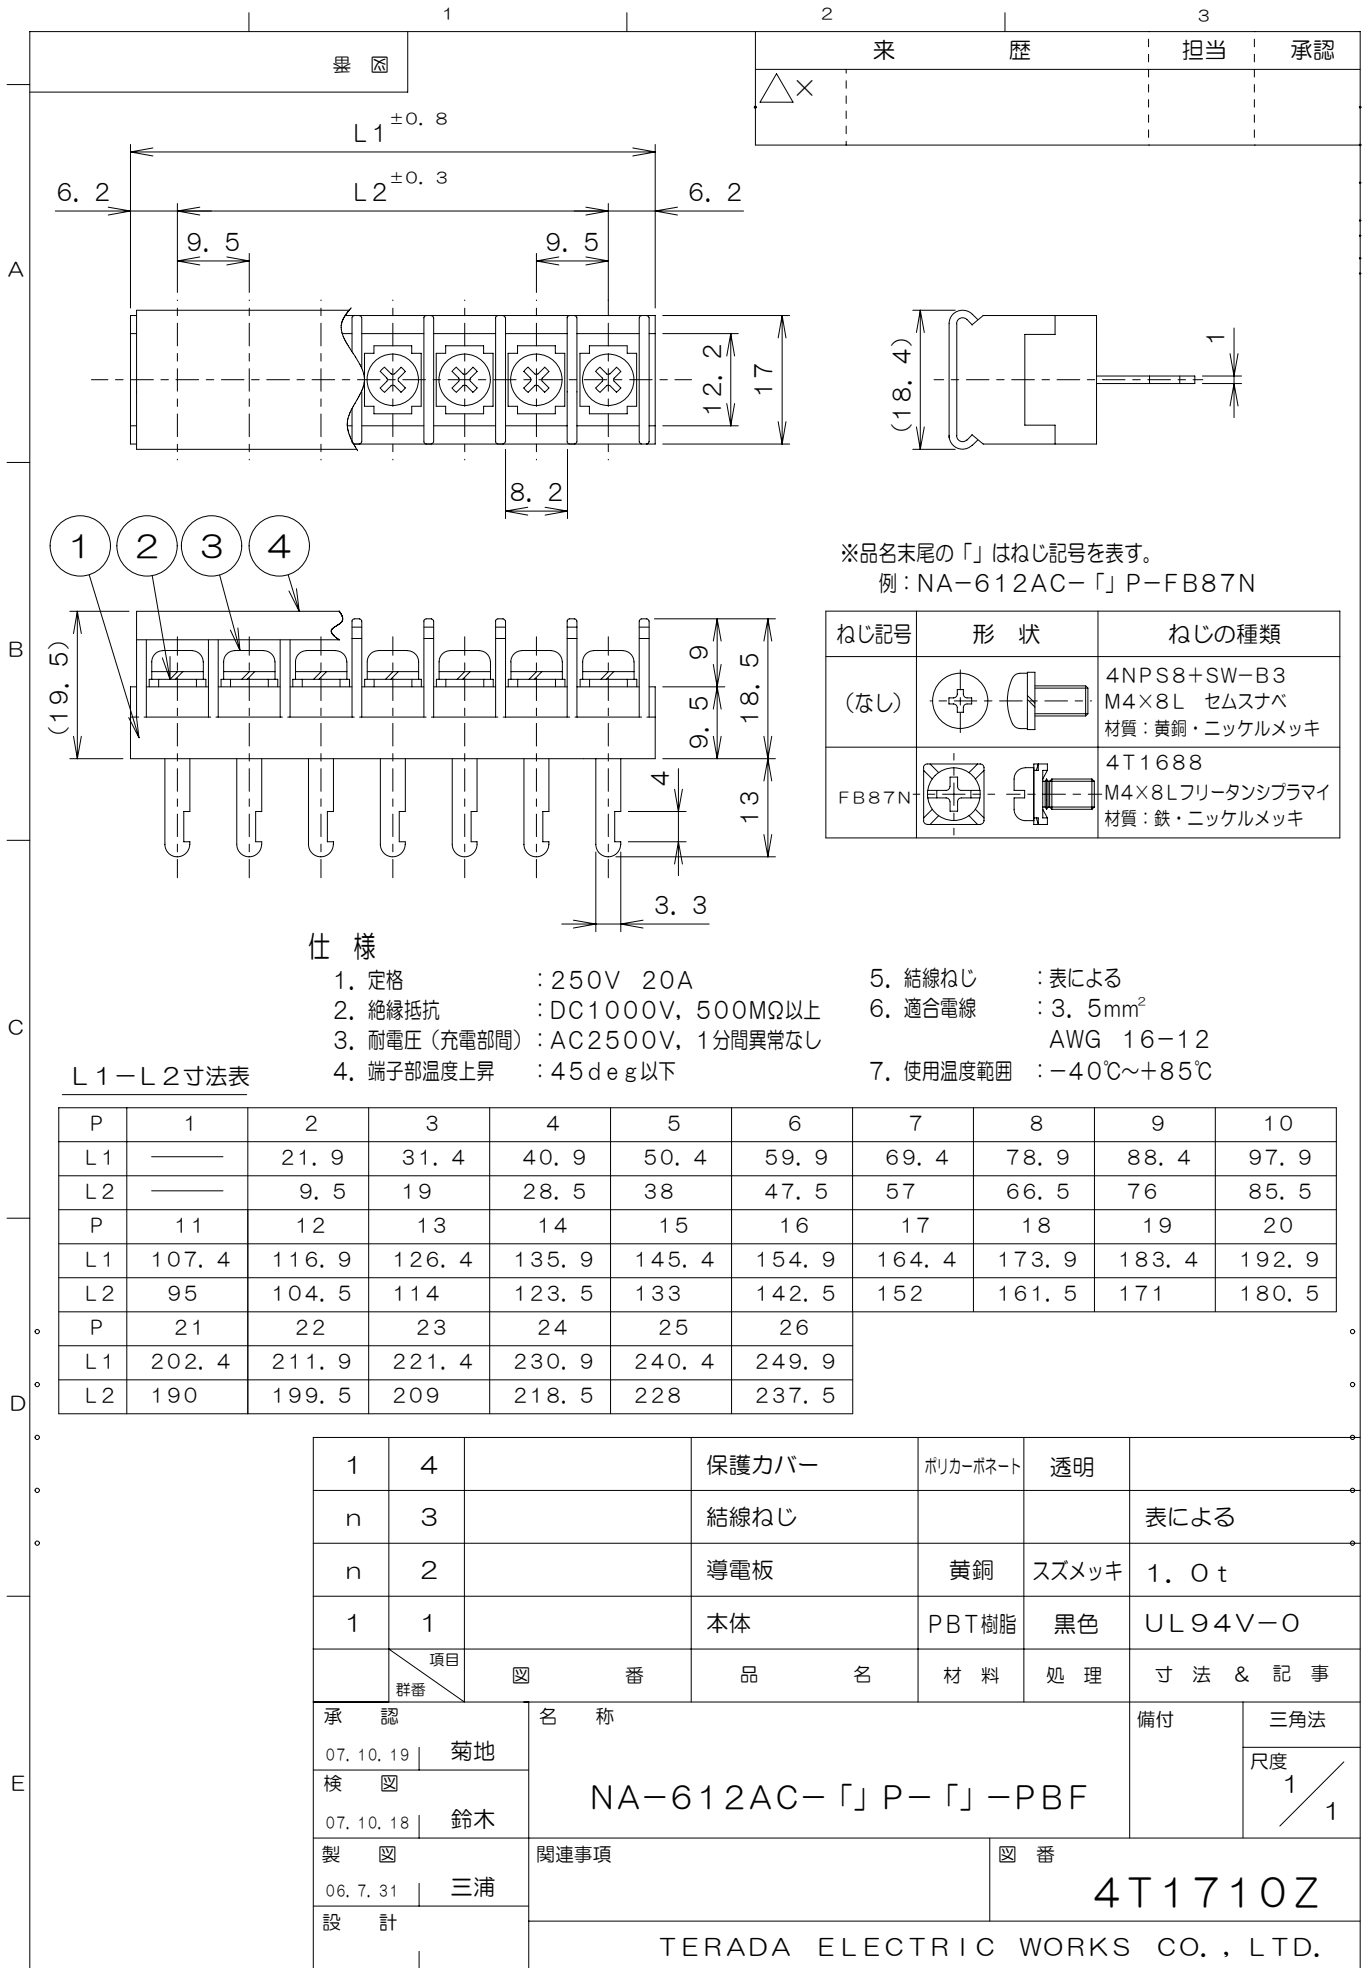 1 2 3
図 番
来 歴 担当 承認
△×
A
B
C
D
E
L1±0.8
6.2 L2±0.3 6.2
9.5 9.5
12.2 17
8.2
(18.4) 1
① ② ③ ④
(19.5)
9 18.5
9.5
4 13
3.3
※品名末尾の「」はねじ記号を表す。
例：NA－612AC－「」P－FB87N
ねじ記号 形 状 ねじの種類
(なし) 4NPS8+SW－B3
M4×8L セムスナベ
材質：黄銅・ニッケルメッキ
FB87N 4T1688
M4×8Lフリータンシプラマイ
材質：鉄・ニッケルメッキ
仕 様
1. 定格 ：250V 20A
2. 絶縁抵抗 ：DC1000V, 500MΩ以上
3. 耐電圧（充電部間）：AC2500V, 1分間異常なし
4. 端子部温度上昇 ：45deg以下
5. 結線ねじ ：表による
6. 適合電線 ：3.5mm²
AWG 16－12
7. 使用温度範囲 ：－40℃～+85℃
L1－L2寸法表
P 1 2 3 4 5 6 7 8 9 10
L1 ── 21.9 31.4 40.9 50.4 59.9 69.4 78.9 88.4 97.9
L2 ── 9.5 19 28.5 38 47.5 57 66.5 76 85.5
P 11 12 13 14 15 16 17 18 19 20
L1 107.4 116.9 126.4 135.9 145.4 154.9 164.4 173.9 183.4 192.9
L2 95 104.5 114 123.5 133 142.5 152 161.5 171 180.5
P 21 22 23 24 25 26
L1 202.4 211.9 221.4 230.9 240.4 249.9
L2 190 199.5 209 218.5 228 237.5
1 4 保護カバー ポリカーボネート 透明
n 3 結線ねじ 表による
n 2 導電板 黄銅 スズメッキ 1.0t
1 1 本体 PBT樹脂 黒色 UL94V－0
項目 群番 図 番 品 名 材 料 処 理 寸 法 & 記 事
承 認
07.10.19 菊地
検 図
07.10.18 鈴木
製 図
06.7.31 三浦
設 計
名 称
NA－612AC－「」P－「」－PBF
備付
三角法
尺度
1/1
関連事項
図 番
4T1710Z
TERADA ELECTRIC WORKS CO., LTD.